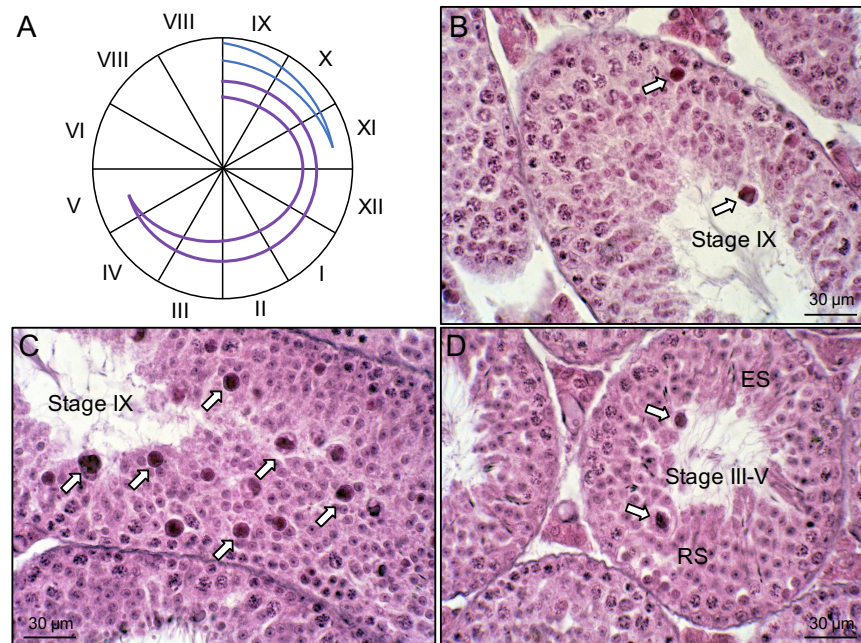 A
VIII
IX
VIII
X
VI
XI
V
XII
IV
I
III
II
B
Stage IX
30 µm
C
Stage IX
30 µm
D
ES
Stage III-V
RS
30 µm